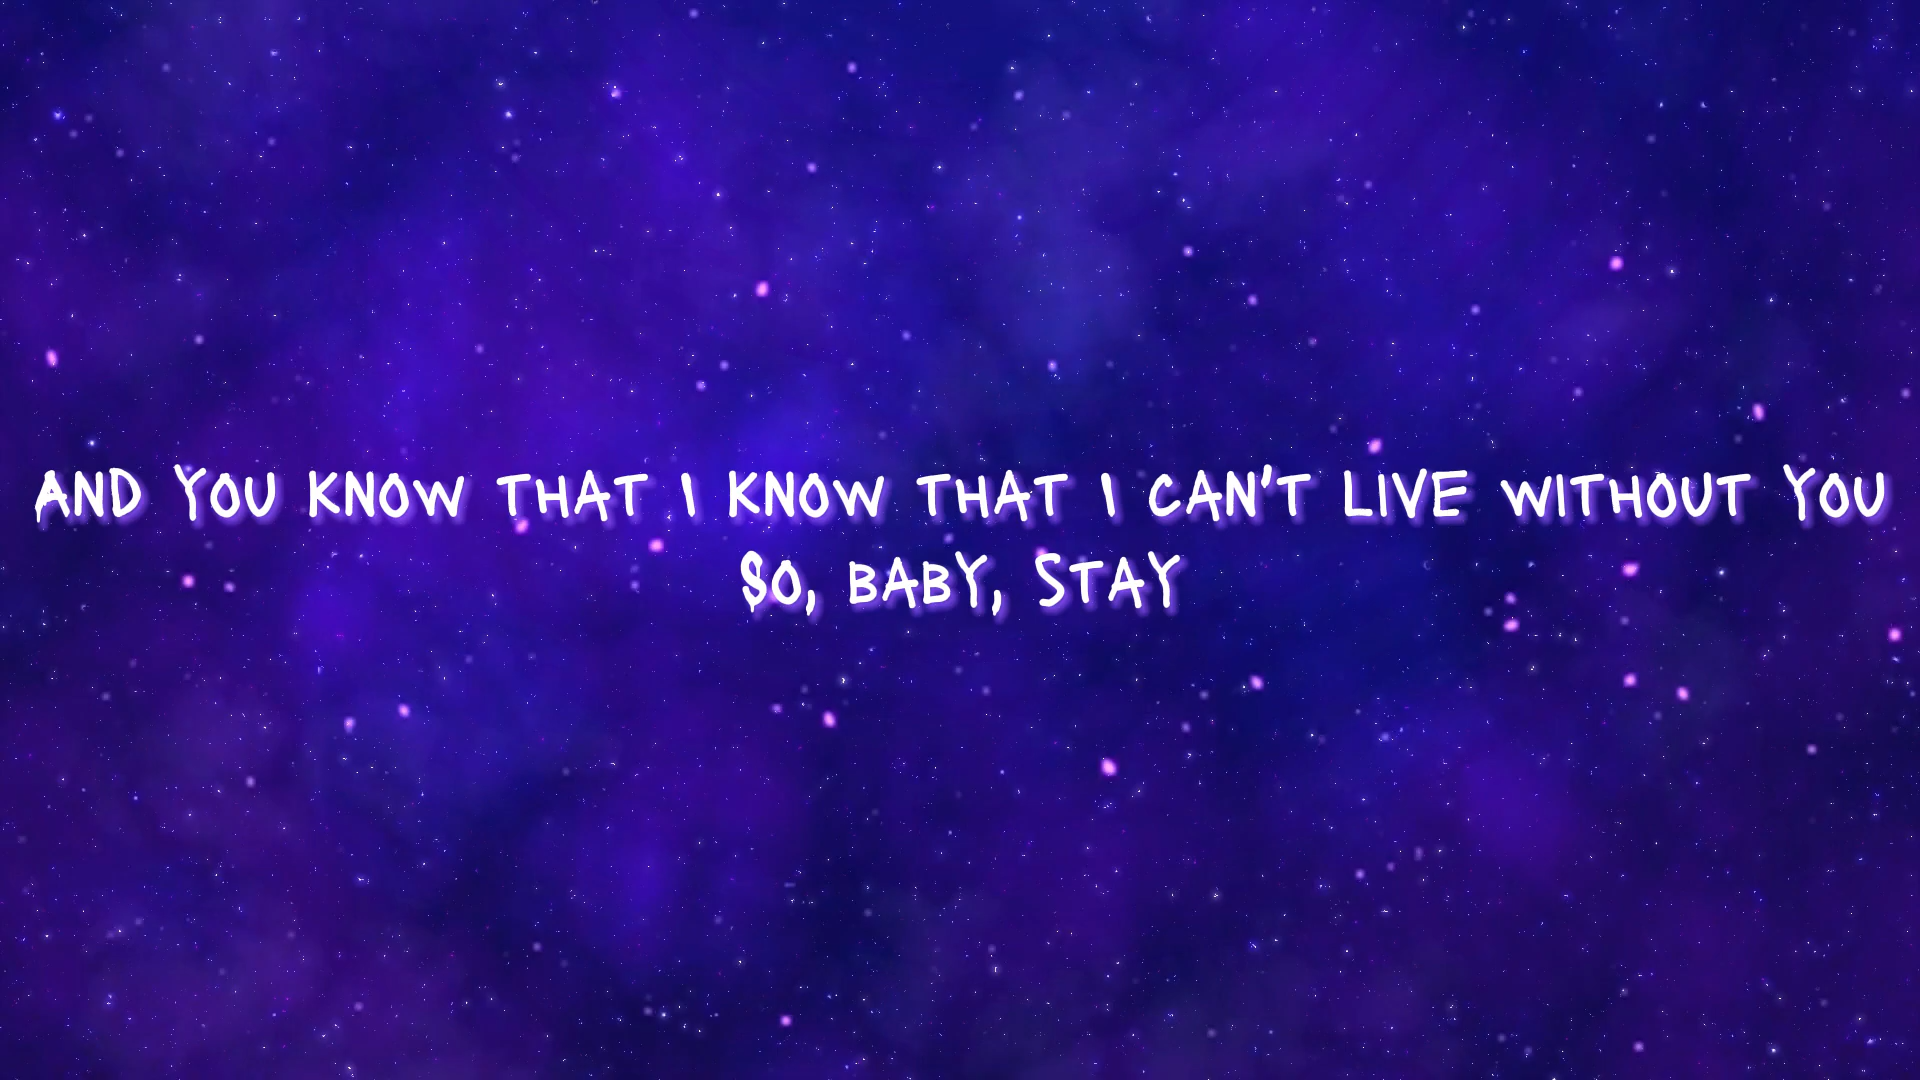 AND YOU KNOW THAT I KNOW THAT I CAN'T LIVE WITHOUT YOU
SO, BABY, STAY